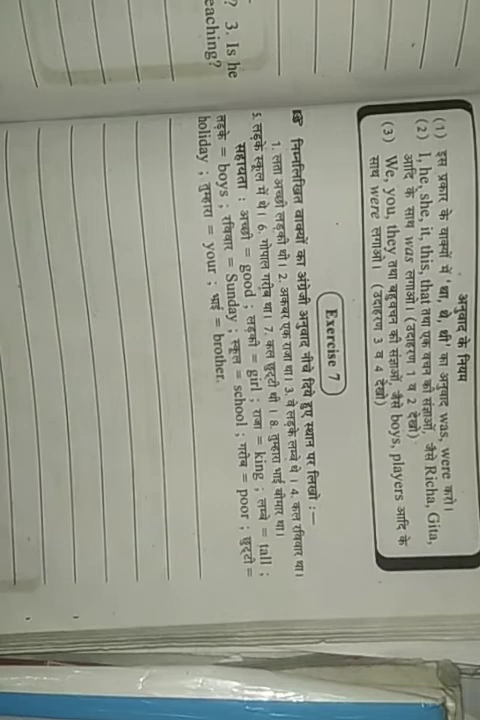 ? 3. Is he
eaching?
अनुवाद के नियम
(1) इस प्रकार के वाक्यों में 'था, थे, थी' का अनुवाद was, were करो।
(2) I, he, she, it, this, that तथा एक वचन की संज्ञाओं, जैसे Richa, Gita,
आदि के साथ was लगाओ। (उदाहरण 1 व 2 देखो)
(3) We, you, they तथा बहुवचन की संज्ञाओं, जैसे boys, players आदि के
साथ were लगाओ। (उदाहरण 3 व 4 देखो)
Exercise 7
निम्नलिखित वाक्यों का अंग्रेजी अनुवाद नीचे दिये हुए स्थान पर लिखो :—
1. लता अच्छी लड़की थी। 2. अकबर एक राजा था। 3. वे लड़के लम्बे थे। 4. कल रविवार था।
5. लड़के स्कूल में थे। 6. गोपाल गरीब था। 7. कल छुट्टी थी। 8. तुम्हारा भाई बीमार था।
सहायता : अच्छी = good ; लड़की = girl ; राजा = king ; लम्बे = tall ;
लड़के = boys ; रविवार = Sunday ; स्कूल = school ; गरीब = poor ; छुट्टी =
holiday ; तुम्हारा = your ; भाई = brother.